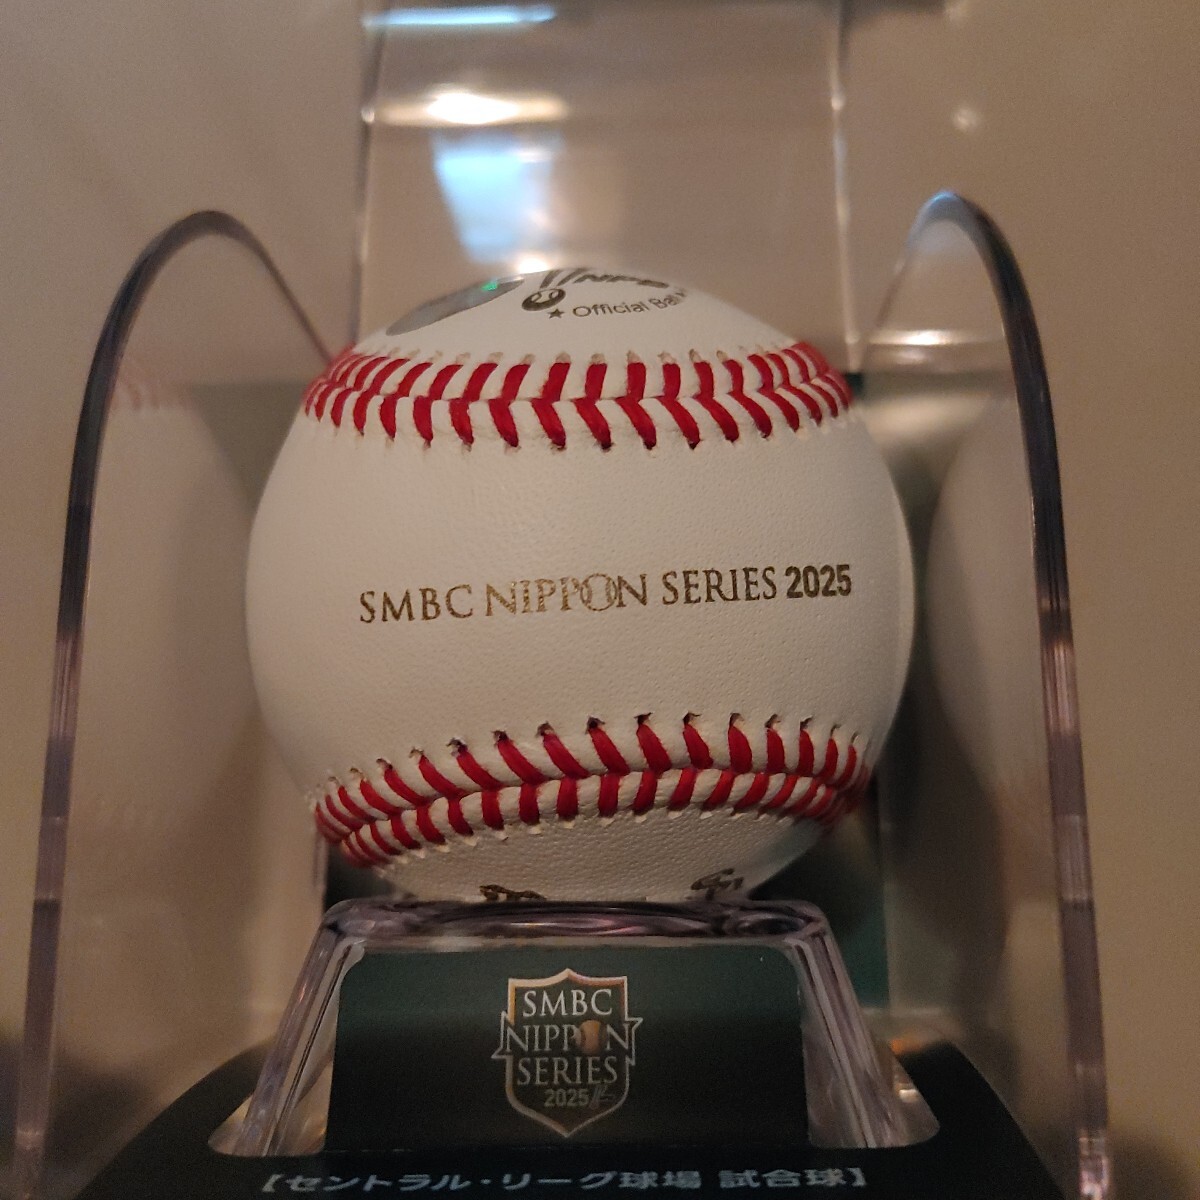 NPB
★ Official Ball
SMBC NIPPON SERIES 2025
SMBC
NIPPON
SERIES
2025
【セントラル・リーグ球場 試合球】